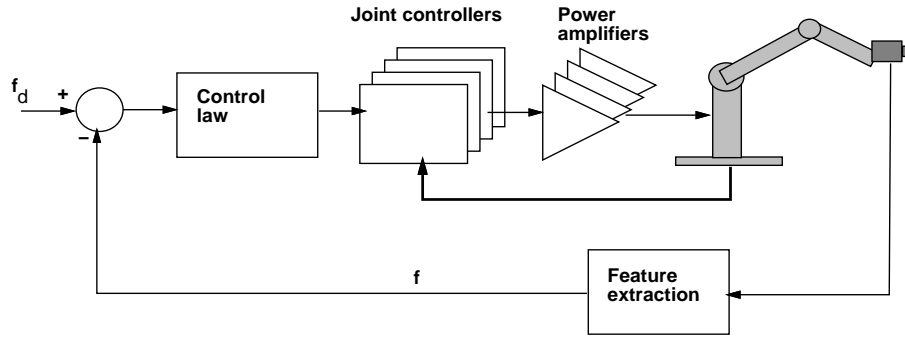 Joint controllers
Power
amplifiers
f
d
+
−
Control
law
f
Feature
extraction